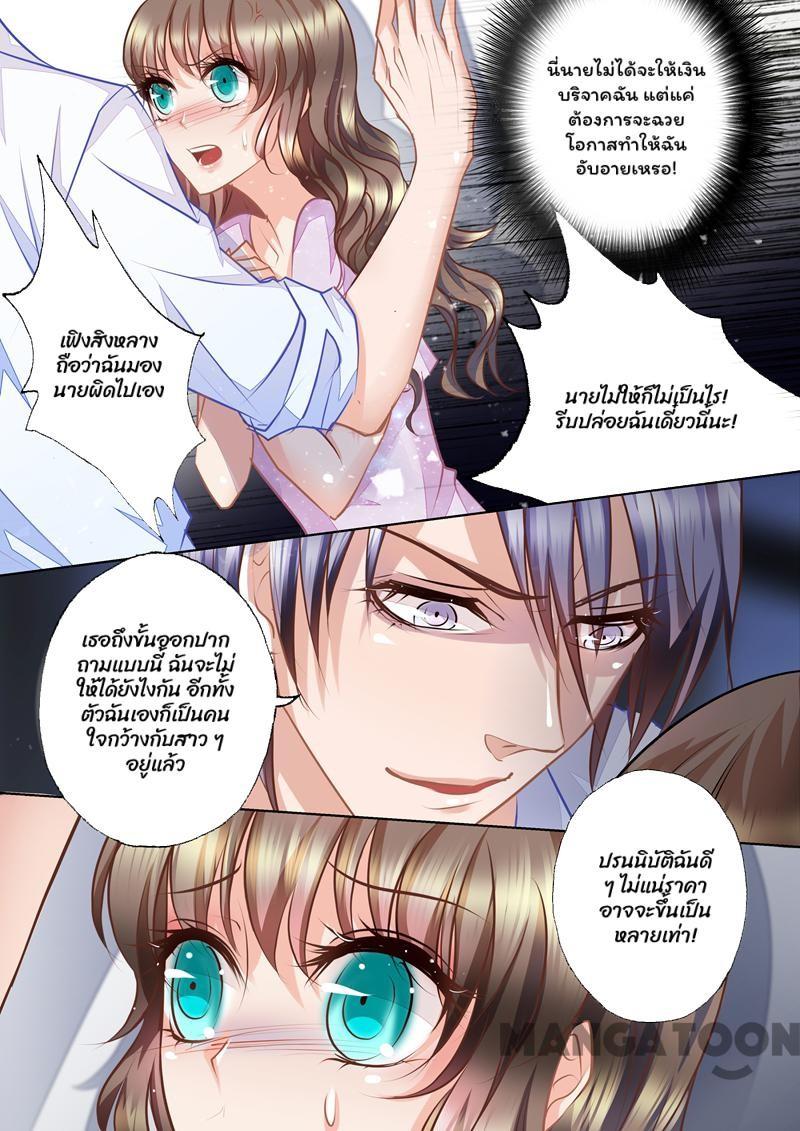 นี่นายไม่ได้จะให้เงิน
บริจาคฉัน แต่แค่
ต้องการจะฉวย
โอกาสทำให้ฉัน
อับอายเหรอ!
เฟิงสิงหลาง
ถือว่าฉันมอง
นายผิดไปเอง
นายไม่ให้ก็ไม่เป็นไร!
รีบปล่อยฉันเดี๋ยวนี้นะ!
เธอถึงขั้นออกปาก
ถามแบบนี้ ฉันจะไม่
ให้ได้ยังไงกัน อีกทั้ง
ตัวฉันเองก็เป็นคน
ใจกว้างกับสาว ๆ
อยู่แล้ว
ปรนนิบัติฉันดี
ๆ ไม่แน่ราคา
อาจจะขึ้นเป็น
หลายเท่า!
MANGATOON